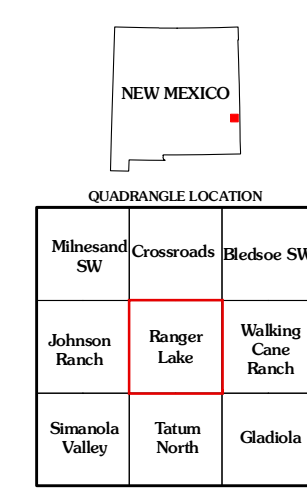 NEW MEXICO
QUADRANGLE LOCATION
Milnesand
SW
Crossroads
Bledsoe SW
Johnson
Ranch
Ranger
Lake
Walking
Cane
Ranch
Simanola
Valley
Tatum
North
Gladiola